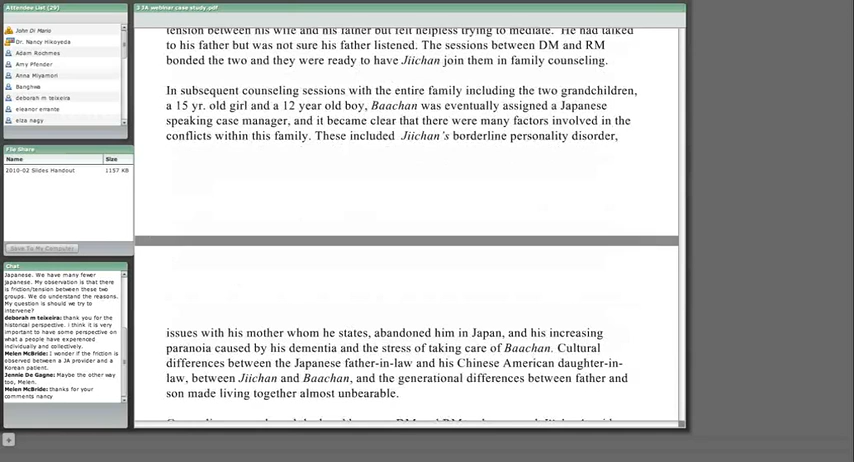 Attendee List (29)
John Di Mario
Dr. Nancy Hikoyeda
Adam Rochmes
Amy Pfender
Anna Miyamori
Banghwa
deborah m teixeira
eleanor errante
elza nagy
File Share
Name Size
2010-02 Slides Handout 1157 KB
Save To My Computer
Chat
Japanese. We have many fewer
Japanese. My observation is that there
is friction/tension between these two
groups. We do understand the reasons.
My question is should we try to
intervene?
deborah m teixeira: thank you for the
historical perspective. I think it is very
important to have some perspective on
what a people have experienced
individually and collectively.
Melen McBride: I wonder if the friction is
observed between a JA provider and a
Korean patient.
Jennie De Gagne: Maybe the other way
too, Melen.
Melen McBride: thanks for your
comments nancy
JA webinar case study.pdf
tension between his wife and his father but felt helpless trying to mediate. He had talked
to his father but was not sure his father listened. The sessions between DM and RM
bonded the two and they were ready to have Jiichan join them in family counseling.
In subsequent counseling sessions with the entire family including the two grandchildren,
a 15 yr. old girl and a 12 year old boy, Baachan was eventually assigned a Japanese
speaking case manager, and it became clear that there were many factors involved in the
conflicts within this family. These included Jiichan's borderline personality disorder,
issues with his mother whom he states, abandoned him in Japan, and his increasing
paranoia caused by his dementia and the stress of taking care of Baachan. Cultural
differences between the Japanese father-in-law and his Chinese American daughter-in-
law, between Jiichan and Baachan, and the generational differences between father and
son made living together almost unbearable.